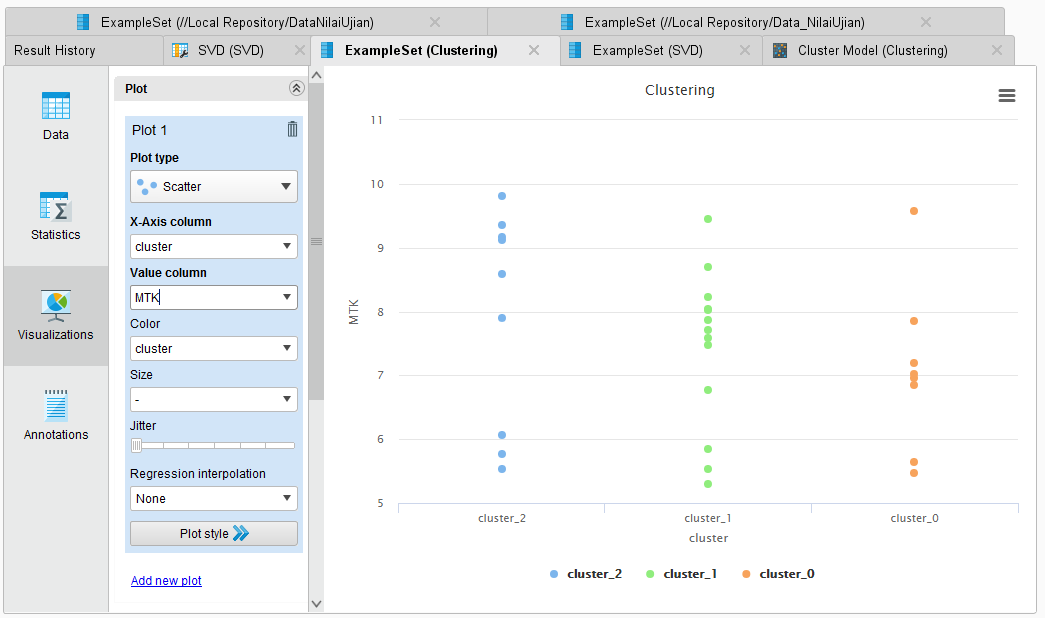 ExampleSet (//Local Repository/DataNilaiUjian)
ExampleSet (///Local Repository/Data_NilaiUjian)
Result History
SVD (SVD)
ExampleSet (Clustering)
ExampleSet (SVD)
Cluster Model (Clustering)
Data
Statistics
Visualizations
Annotations
Plot
Plot 1
Plot type
Scatter
X-Axis column
cluster
Value column
MTK
Color
cluster
Size
-
Jitter
Regression interpolation
None
Plot style
Add new plot
Clustering
MTK
11
10
9
8
7
6
5
cluster_2
cluster_1
cluster_0
cluster
cluster_2
cluster_1
cluster_0